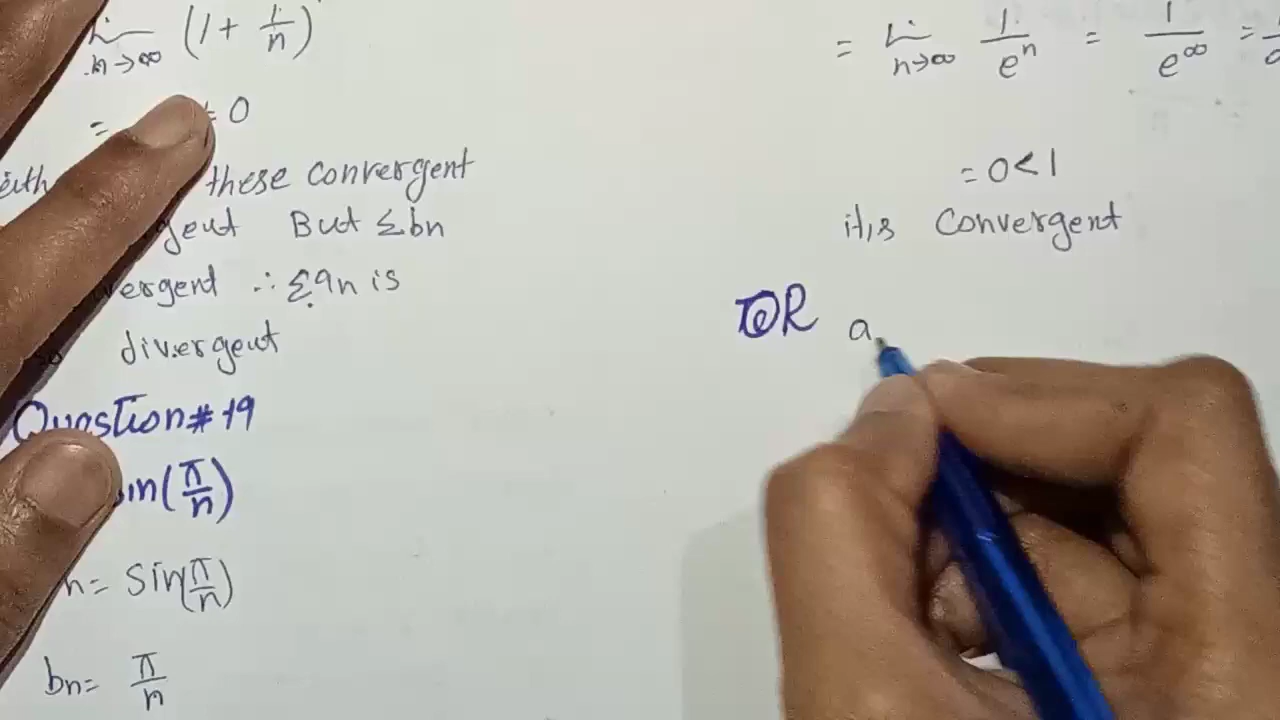 lim n→∞ (1 + 1/n)
= ≠ 0
these convergent
But Σbn
∴ Σan is
divergent
Question # 19
sin(π/n)
n = Sin(π/n)
bn = π/n
= lim n→∞ 1/eⁿ = 1/e^∞ =
= 0 < 1
it,s Convergent
OR a